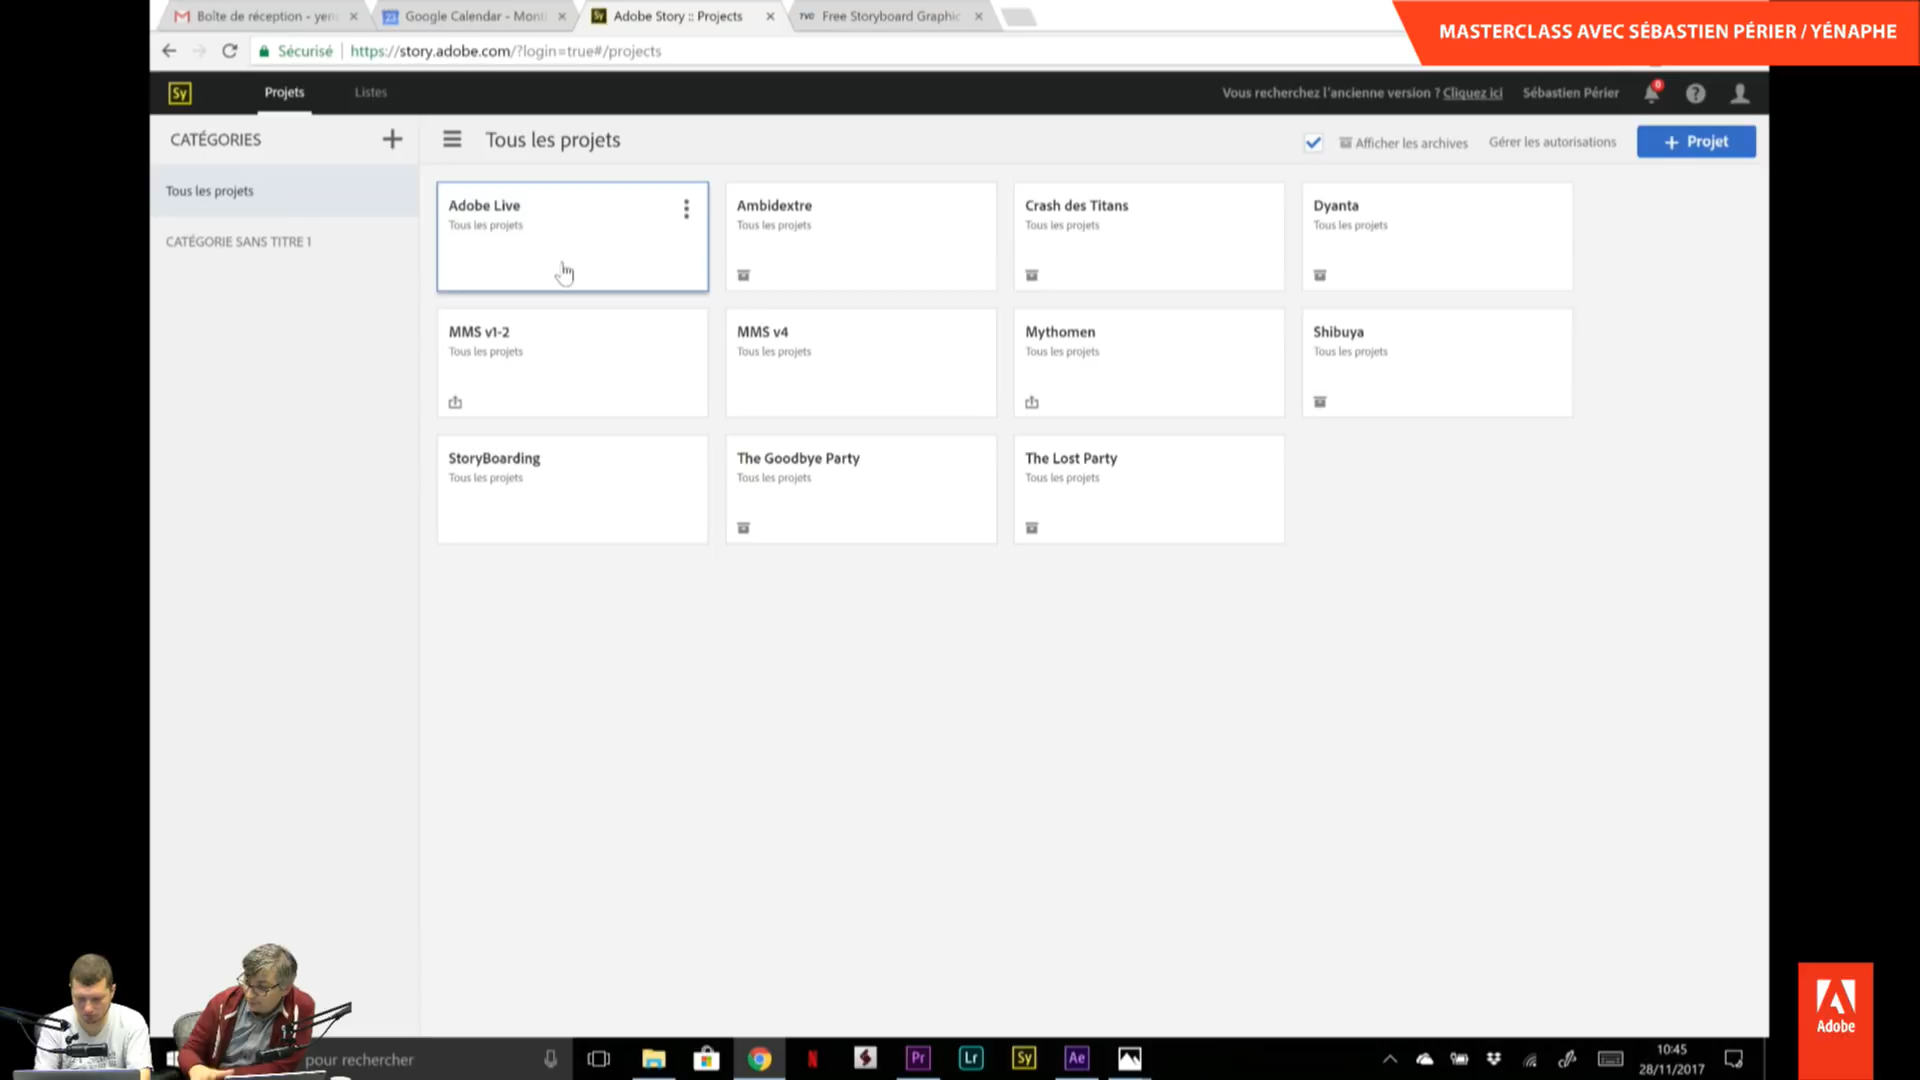 Boîte de réception - yen
Google Calendar - Mont
Adobe Story :: Projects
Free Storyboard Graphic
MASTERCLASS AVEC SÉBASTIEN PÉRIER / YÉNAPHE
Sécurisé
https://story.adobe.com/?login=true#/projects
Sy
Projets
Listes
Vous recherchez l'ancienne version ? Cliquez ici
Sébastien Périer
0
CATÉGORIES
Tous les projets
Afficher les archives
Gérer les autorisations
+ Projet
Tous les projets
CATÉGORIE SANS TITRE 1
Adobe Live
Tous les projets
Ambidextre
Tous les projets
Crash des Titans
Tous les projets
Dyanta
Tous les projets
MMS v1-2
Tous les projets
MMS v4
Tous les projets
Mythomen
Tous les projets
Shibuya
Tous les projets
StoryBoarding
Tous les projets
The Goodbye Party
Tous les projets
The Lost Party
Tous les projets
Adobe
pour rechercher
Pr
Lr
Sy
Ae
10:45
28/11/2017